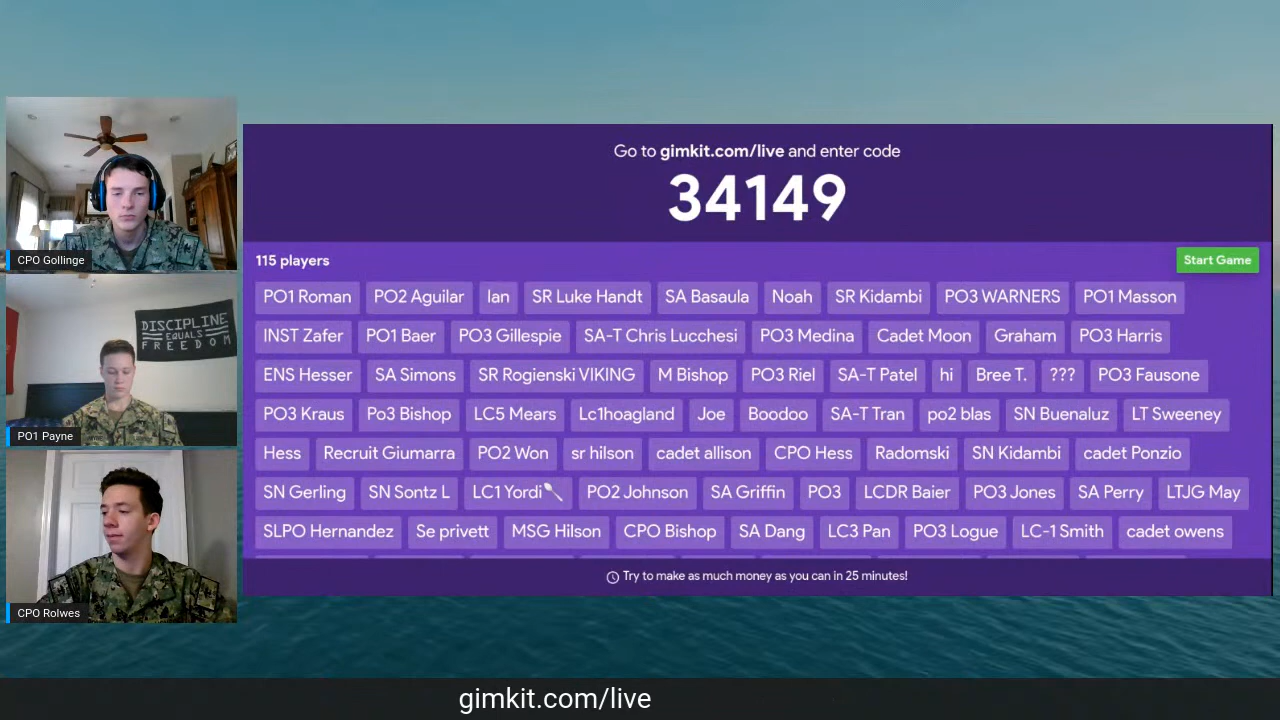 Go to gimkit.com/live and enter code
34149
115 players
Start Game
PO1 Roman PO2 Aguilar Ian SR Luke Handt SA Basaula Noah SR Kidambi PO3 WARNERS PO1 Masson
INST Zafer PO1 Baer PO3 Gillespie SA-T Chris Lucchesi PO3 Medina Cadet Moon Graham PO3 Harris
ENS Hesser SA Simons SR Rogienski VIKING M Bishop PO3 Riel SA-T Patel hi Bree T. ??? PO3 Fausone
PO3 Kraus Po3 Bishop LC5 Mears Lc1hoagland Joe Boodoo SA-T Tran po2 blas SN Buenaluz LT Sweeney
Hess Recruit Giumarra PO2 Won sr hilson cadet allison CPO Hess Radomski SN Kidambi cadet Ponzio
SN Gerling SN Sontz L LC1 Yordi🥄 PO2 Johnson SA Griffin PO3 LCDR Baier PO3 Jones SA Perry LTJG May
SLPO Hernandez Se privett MSG Hilson CPO Bishop SA Dang LC3 Pan PO3 Logue LC-1 Smith cadet owens
Try to make as much money as you can in 25 minutes!
CPO Gollinge
DISCIPLINE
EQUALS
FREEDOM
PO1 Payne
CPO Rolwes
gimkit.com/live